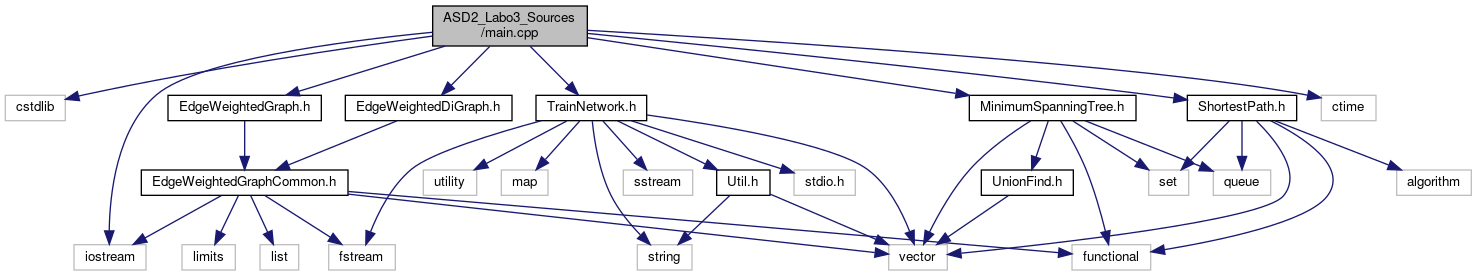 ASD2_Labo3_Sources
/main.cpp
cstdlib
EdgeWeightedGraph.h
EdgeWeightedDiGraph.h
TrainNetwork.h
MinimumSpanningTree.h
ShortestPath.h
ctime
EdgeWeightedGraphCommon.h
utility
map
sstream
Util.h
stdio.h
UnionFind.h
set
queue
algorithm
iostream
limits
list
fstream
string
vector
functional